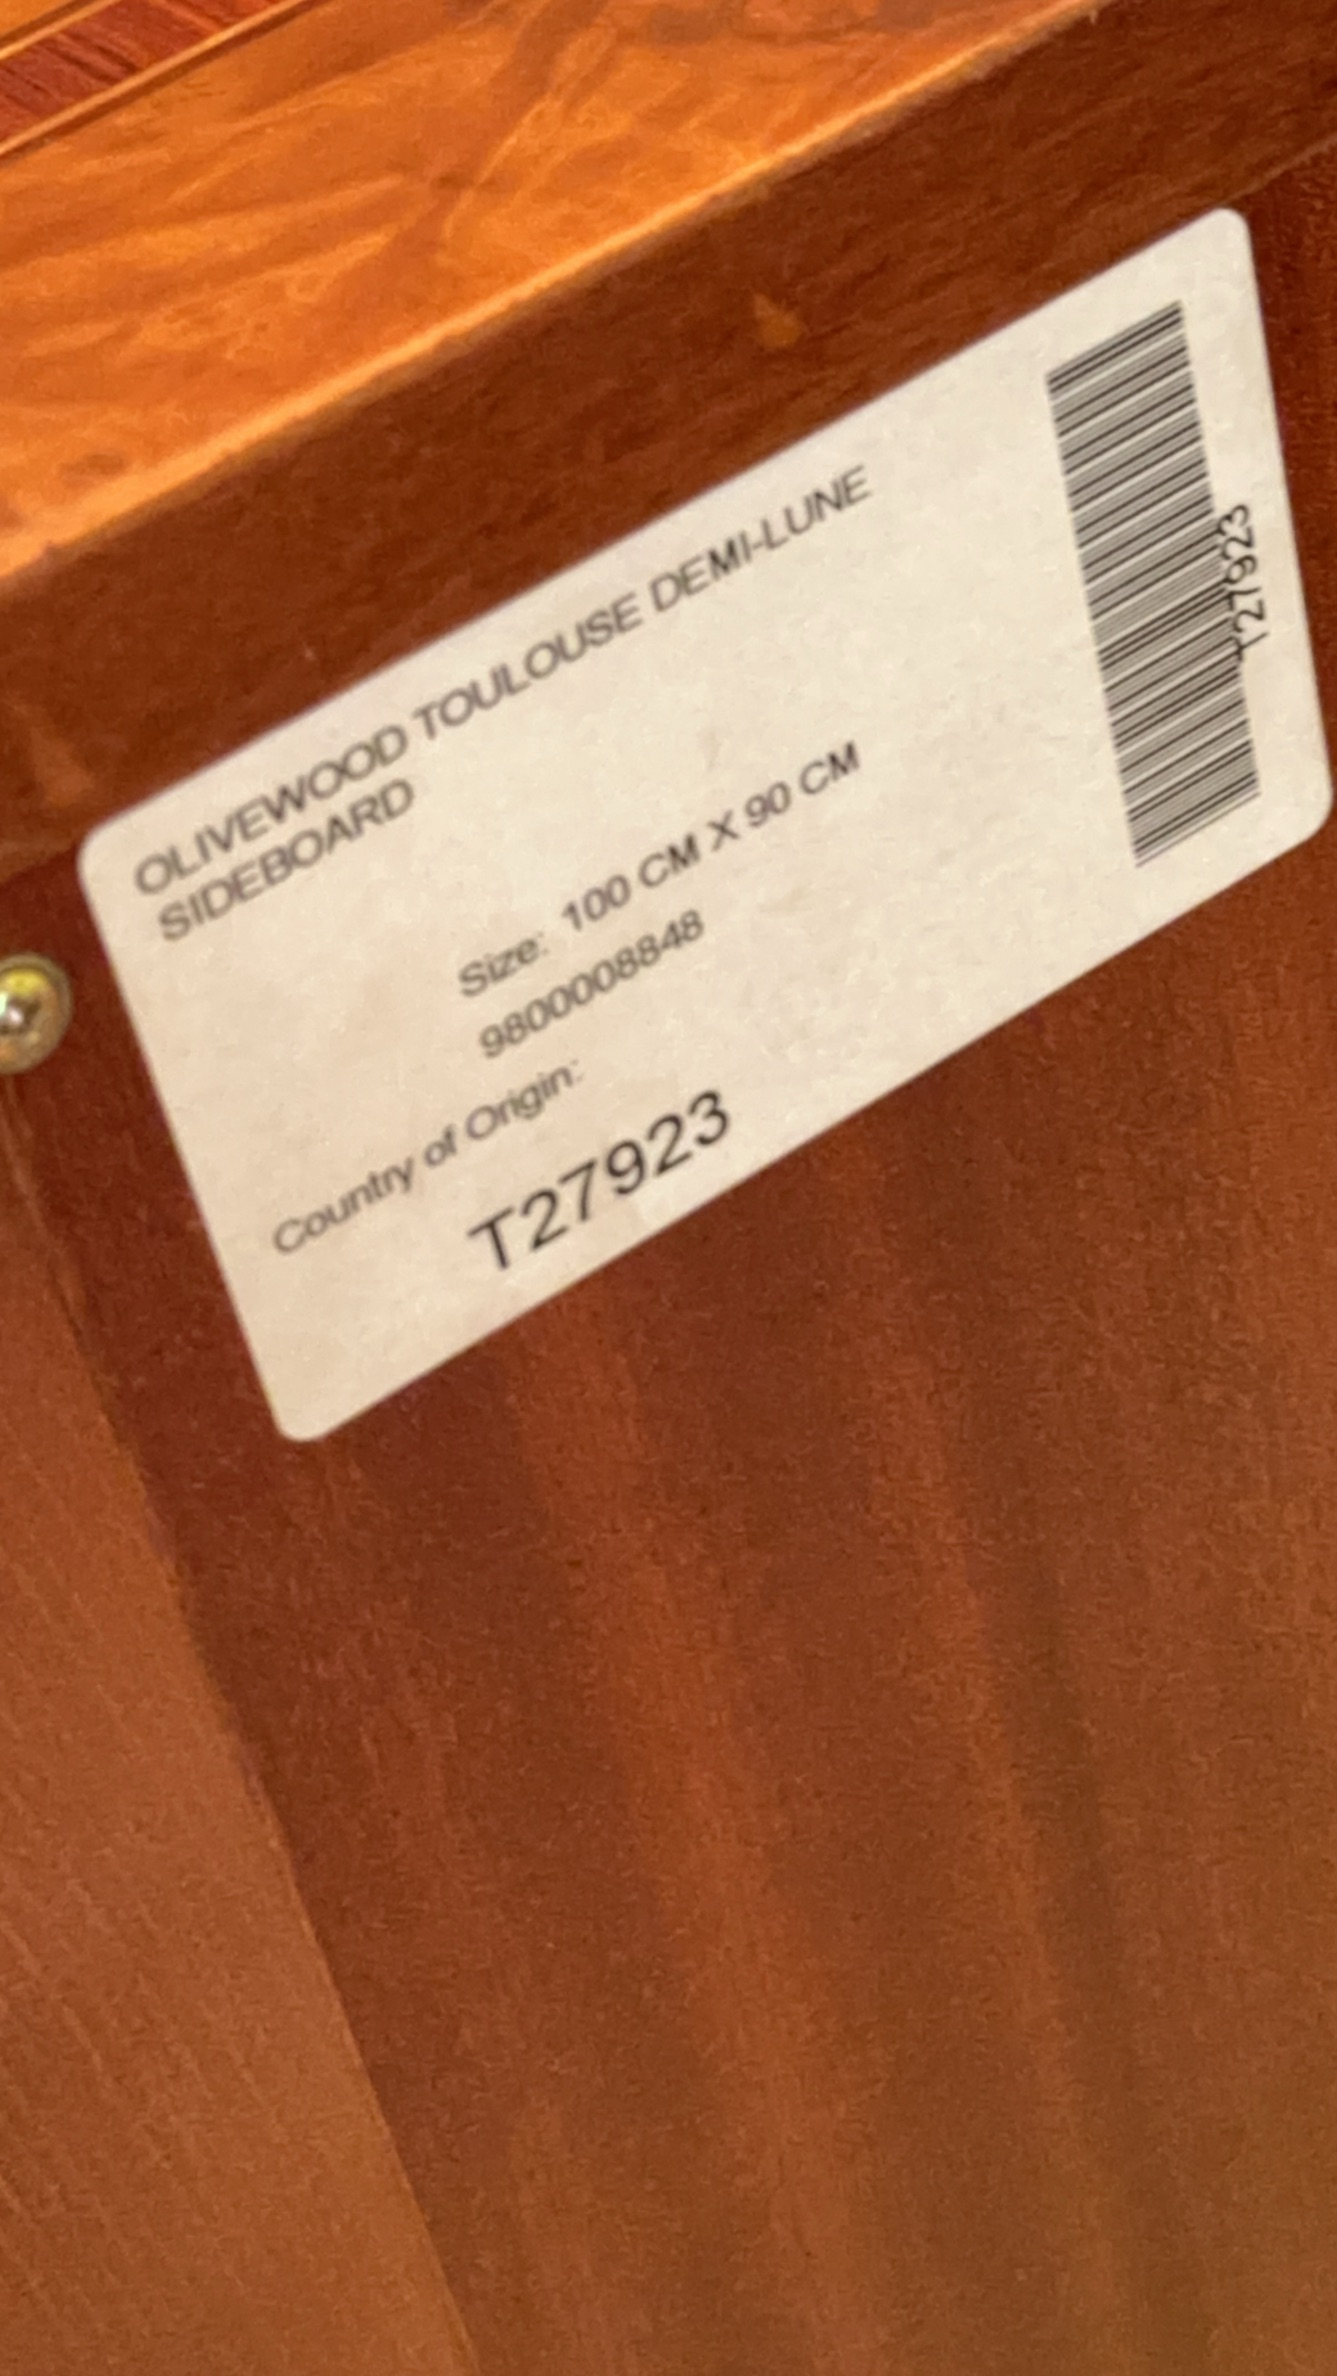 OLIVEWOOD TOULOUSE DEMI-LUNE
SIDEBOARD
Size: 100 CM X 90 CM
9800008848
Country of Origin:
T27923
T27923